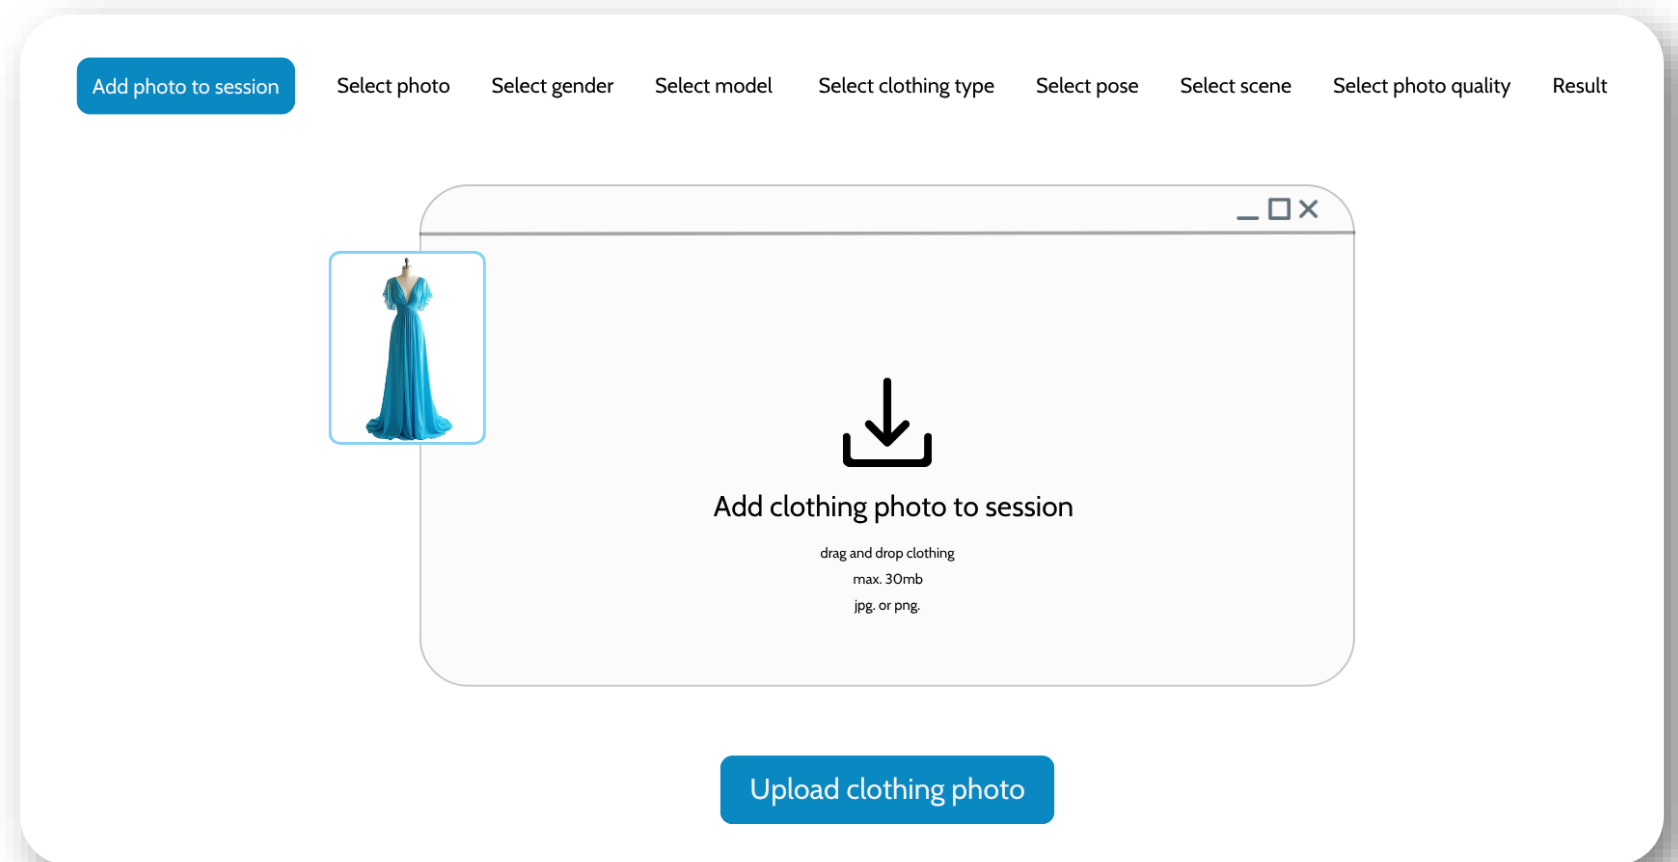 Add photo to session
Select photo
Select gender
Select model
Select clothing type
Select pose
Select scene
Select photo quality
Result
Add clothing photo to session
drag and drop clothing
max. 30mb
jpg. or png.
Upload clothing photo